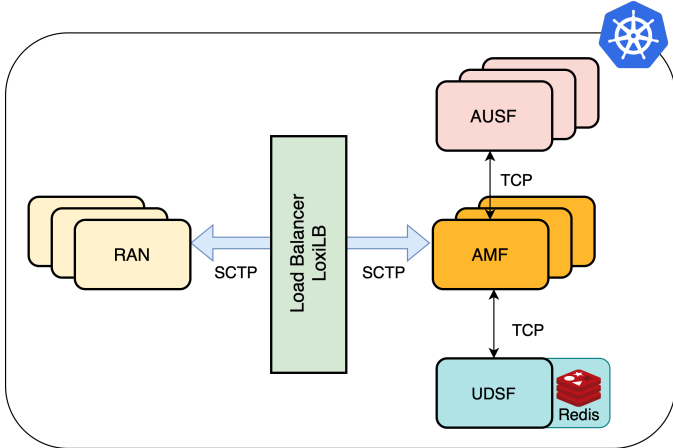 AUSF
TCP
RAN
SCTP
Load Balancer
LoxiLB
SCTP
AMF
TCP
UDSF
Redis